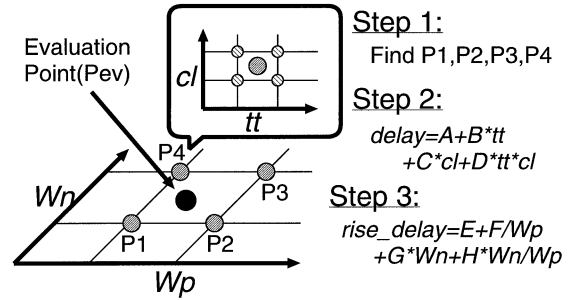 Evaluation
Point(Pev)
cl
tt
P4
P3
P1
P2
Wn
Wp
Step 1:
Find P1,P2,P3,P4
Step 2:
delay=A+B*tt
+C*cl+D*tt*cl
Step 3:
rise_delay=E+F/Wp
+G*Wn+H*Wn/Wp